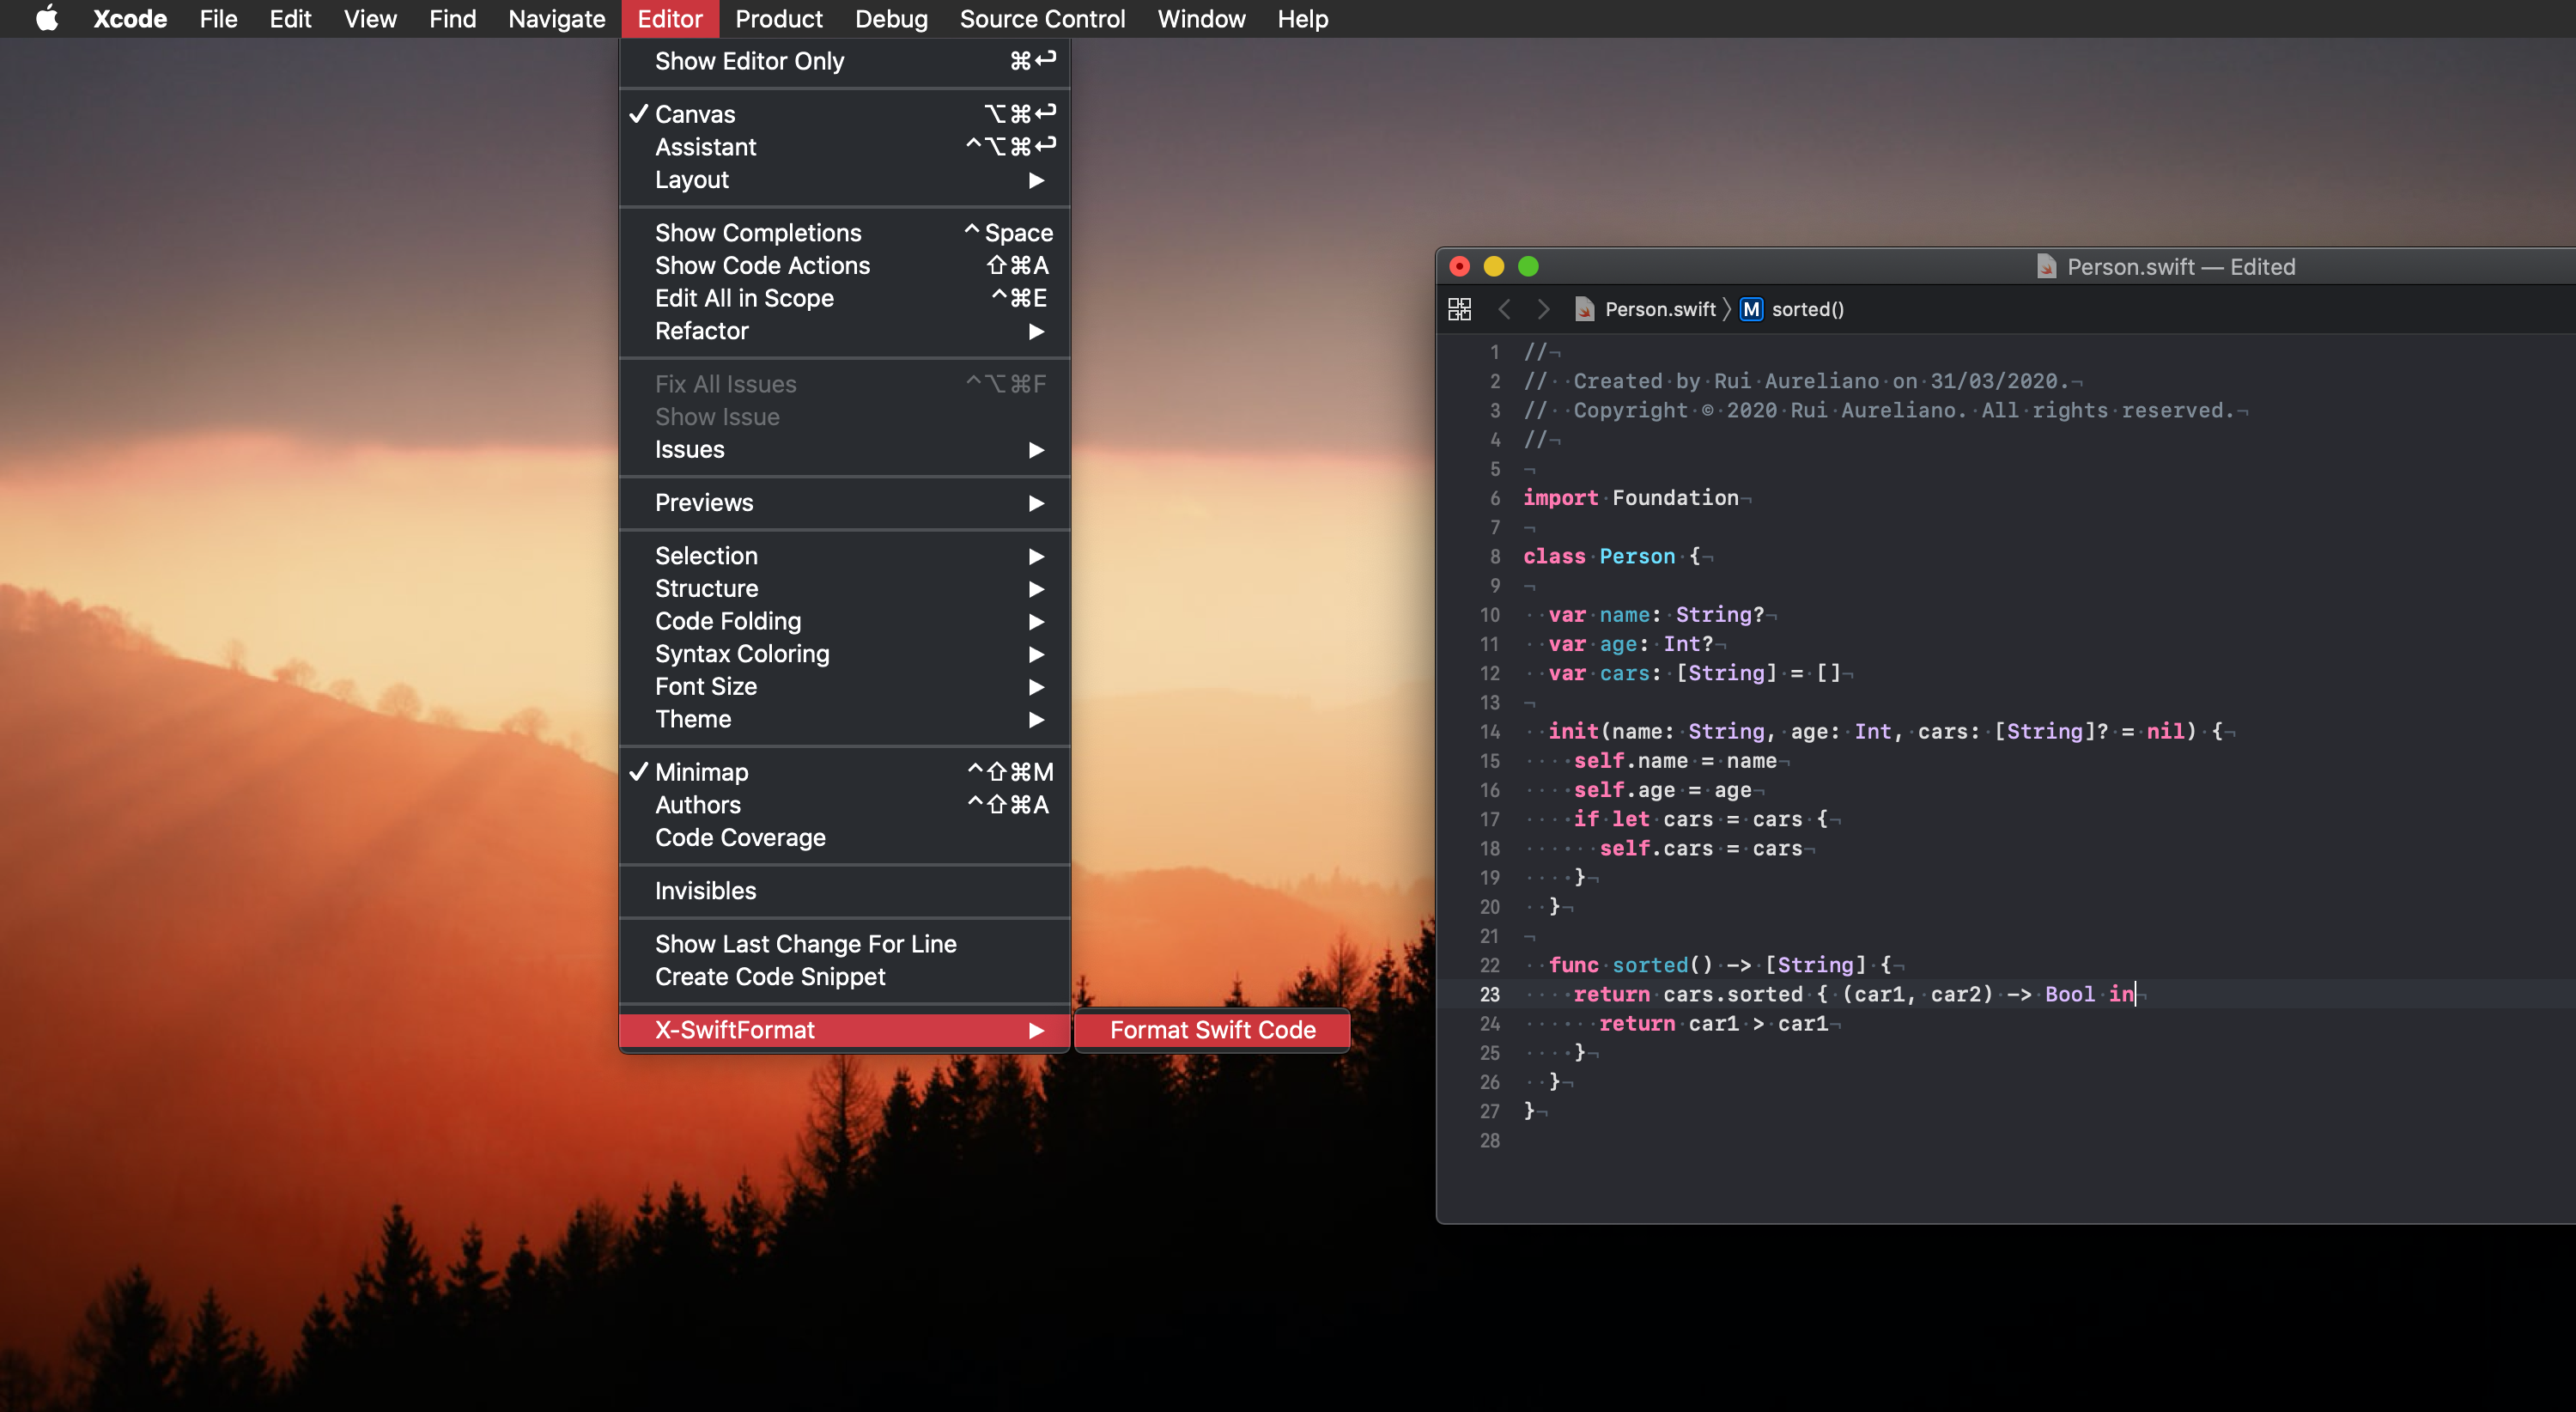 Xcode File Edit View Find Navigate Editor Product Debug Source Control Window Help
Show Editor Only ⌘↩
✓ Canvas ⌥⌘↩
Assistant ^⌥⌘↩
Layout ▶
Show Completions ^Space
Show Code Actions ⇧⌘A
Edit All in Scope ^⌘E
Refactor ▶
Fix All Issues ^⌥⌘F
Show Issue
Issues ▶
Previews ▶
Selection ▶
Structure ▶
Code Folding ▶
Syntax Coloring ▶
Font Size ▶
Theme ▶
✓ Minimap ^⇧⌘M
Authors ^⇧⌘A
Code Coverage
Invisibles
Show Last Change For Line
Create Code Snippet
X-SwiftFormat ▶
Format Swift Code
Person.swift — Edited
Person.swift 〉 M sorted()
1 //¬
2 //··Created·by·Rui·Aureliano·on·31/03/2020.¬
3 //··Copyright·©·2020·Rui·Aureliano.·All·rights·reserved.¬
4 //¬
5 ¬
6 import·Foundation¬
7 ¬
8 class·Person·{¬
9 ¬
10 ··var·name:·String?¬
11 ··var·age:·Int?¬
12 ··var·cars:·[String]·=·[]¬
13 ¬
14 ··init(name:·String,·age:·Int,·cars:·[String]?·=·nil)·{¬
15 ····self.name·=·name¬
16 ····self.age·=·age¬
17 ····if·let·cars·=·cars·{¬
18 ······self.cars·=·cars¬
19 ····}¬
20 ··}¬
21 ¬
22 ··func·sorted()·->·[String]·{¬
23 ····return·cars.sorted·{·(car1,·car2)·->·Bool·in¬
24 ······return·car1·>·car1¬
25 ····}¬
26 ··}¬
27 }¬
28